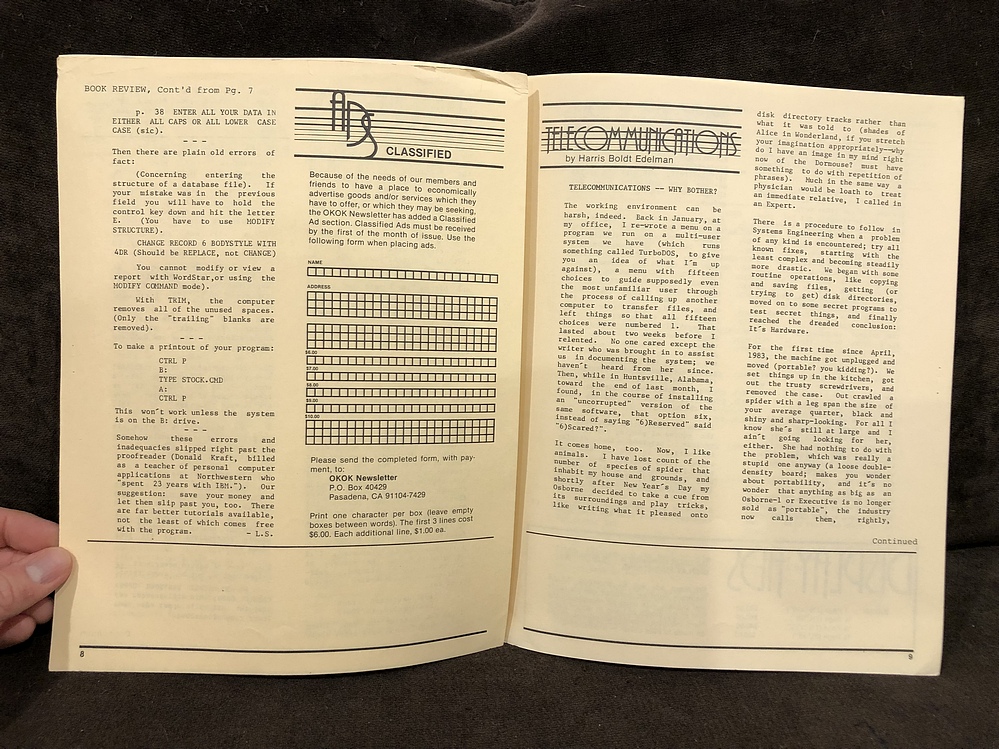 BOOK REVIEW, Cont'd from Pg. 7
p. 38 ENTER ALL YOUR DATA IN
EITHER ALL CAPS OR ALL LOWER CASE
CASE (sic).
- - -
Then there are plain old errors of
fact:
(Concerning entering the
structure of a database file). If
your mistake was in the previous
field you will have to hold the
control key down and hit the letter
E. (You have to use MODIFY
STRUCTURE).
CHANGE RECORD 6 BODYSTYLE WITH
4DR (Should be REPLACE, not CHANGE)
You cannot modify or view a
report with WordStar,or using the
MODIFY COMMAND mode).
With TRIM, the computer
removes all of the unused spaces.
(Only the "trailing" blanks are
removed).
- - -
To make a printout of your program:
CTRL P
B:
TYPE STOCK.CMD
A:
CTRL P
This won't work unless the system
is on the B: drive.
- - -
Somehow these errors and
inadequacies slipped right past the
proofreader (Donald Kraft, billed
as a teacher of personal computer
applications at Northwestern who
"spent 23 years with IBM."). Our
suggestion: save your money and
let then slip past you, too. There
are far better tutorials available,
not the least of which comes free
with the program. - L.S.
8
ADS
CLASSIFIED
Because of the needs of our members and
friends to have a place to economically
advertise goods and/or services which they
have to offer, or which they may be seeking,
the OKOK Newsletter has added a Classified
Ad section. Classified Ads must be received
by the first of the month of issue. Use the
following form when placing ads.
NAME
ADDRESS
$6.00
$7.00
$8.00
$9.00
$10.00
Please send the completed form, with pay-
ment, to:
OKOK Newsletter
P.O. Box 40429
Pasadena, CA 91104-7429
Print one character per box (leave empty
boxes between words). The first 3 lines cost
$6.00. Each additional line, $1.00 ea.
TELECOMMUNICATIONS
by Harris Boldt Edelman
TELECOMMUNICATIONS -- WHY BOTHER?
The working environment can be
harsh, indeed. Back in January, at
my office, I re-wrote a menu on a
program we run on a multi-user
system we have (which runs
something called TurboDOS, to give
you an idea of what I'm up
against), a menu with fifteen
choices to guide supposedly even
the most unfamiliar user through
the process of calling up another
computer to transfer files, and
left things so that all fifteen
choices were numbered 1. That
lasted about two weeks before I
relented. No one cared except the
writer who was brought in to assist
us in documenting the system; we
haven't heard from her since.
Then, while in Huntsville, Alabama,
toward the end of last month, I
found, in the course of installing
an "uncorrupted" version of the
same software, that option six,
instead of saying "6)Reserved" said
"6)Scared?".
It comes home, too. Now, I like
animals. I have lost count of the
number of species of spider that
inhabit my house and grounds, and
shortly after New Year's Day my
Osborne decided to take a cue from
its surroundings and play tricks,
like writing what it pleased onto
disk directory tracks rather than
what it was told to (shades of
Alice in Wonderland, if you stretch
your imagination appropriately--why
do I have an image in my mind right
now of the Dormouse? must have
something to do with repetition of
phrases). Much in the same way a
physician would be loath to treat
an immediate relative, I called in
an Expert.
There is a procedure to follow in
Systems Engineering when a problem
of any kind is encountered; try all
known fixes, starting with the
least complex and becoming steadily
more drastic. We began with some
routine operations, like copying
and saving files, getting (or
trying to get) disk directories,
moved on to some secret programs to
test secret things, and finally
reached the dreaded conclusion:
It's Hardware.
For the first time since April,
1983, the machine got unplugged and
moved (portable? you kidding?). We
set things up in the kitchen, got
out the trusty screwdrivers, and
removed the case. Out crawled a
spider with a leg span the size of
your average quarter, black and
shiny and sharp-looking. For all I
know she's still at large and I
ain't going looking for her,
either. She had nothing to do with
the problem, which was really a
stupid one anyway (a loose double-
density board; makes you wonder
about portability, and it's no
wonder that anything as big as an
Osborne-1 or Executive is no longer
sold as "portable", the industry
now calls them, rightly,
Continued
9